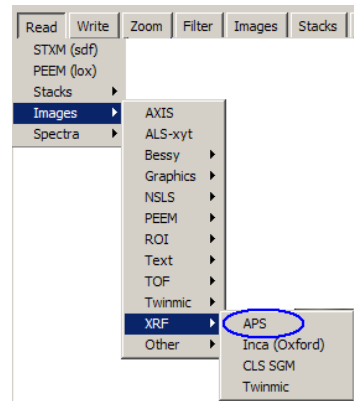 Read Write Zoom Filter Images Stacks
STXM (sdf)
PEEM (lox)
Stacks
Images
Spectra
AXIS
ALS-xyt
Bessy
Graphics
NSLS
PEEM
ROI
Text
TOF
Twinmic
XRF
Other
APS
Inca (Oxford)
CLS SGM
Twinmic